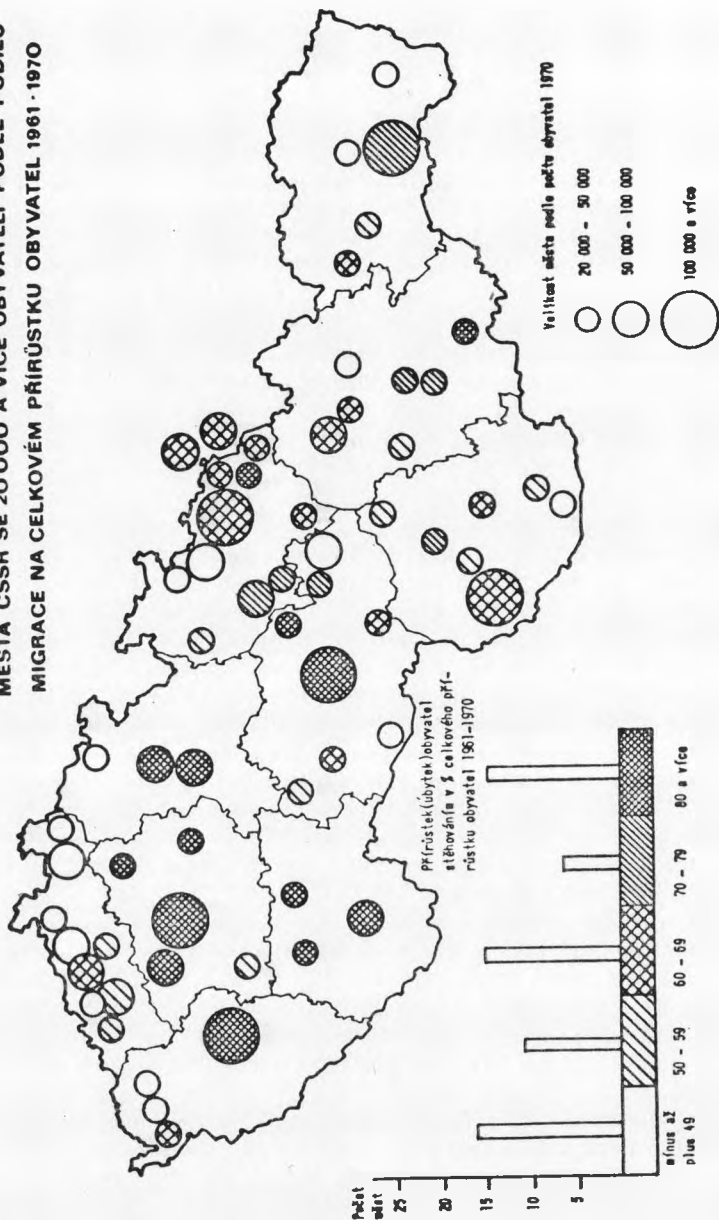 MĚSTA ČSSR SE 20 000 A VÍCE OBYVATELI PODLE PODÍLU
MIGRACE NA CELKOVÉM PŘÍRŮSTKU OBYVATEL 1961-1970
Velikost města podle počtu obyvatel 1970
20 000 - 50 000
50 000 - 100 000
100 000 a více
Přírůstek(úbytek)obyvatel
stěhováním v % celkového pří-
růstku obyvatel 1961-1970
Počet
měst
25
20
15
10
5
mínus až
plus 49
50 - 59
60 - 69
70 - 79
80 a více